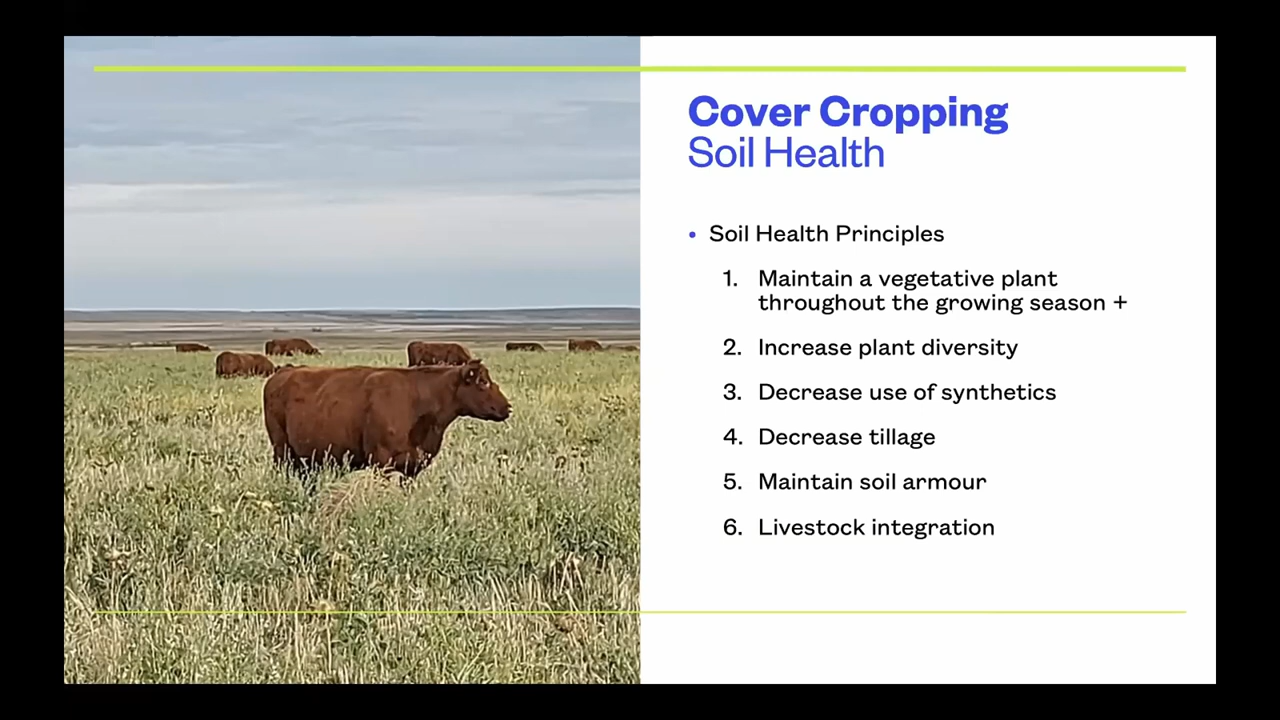 Cover Cropping
Soil Health
• Soil Health Principles
1. Maintain a vegetative plant
throughout the growing season +
2. Increase plant diversity
3. Decrease use of synthetics
4. Decrease tillage
5. Maintain soil armour
6. Livestock integration